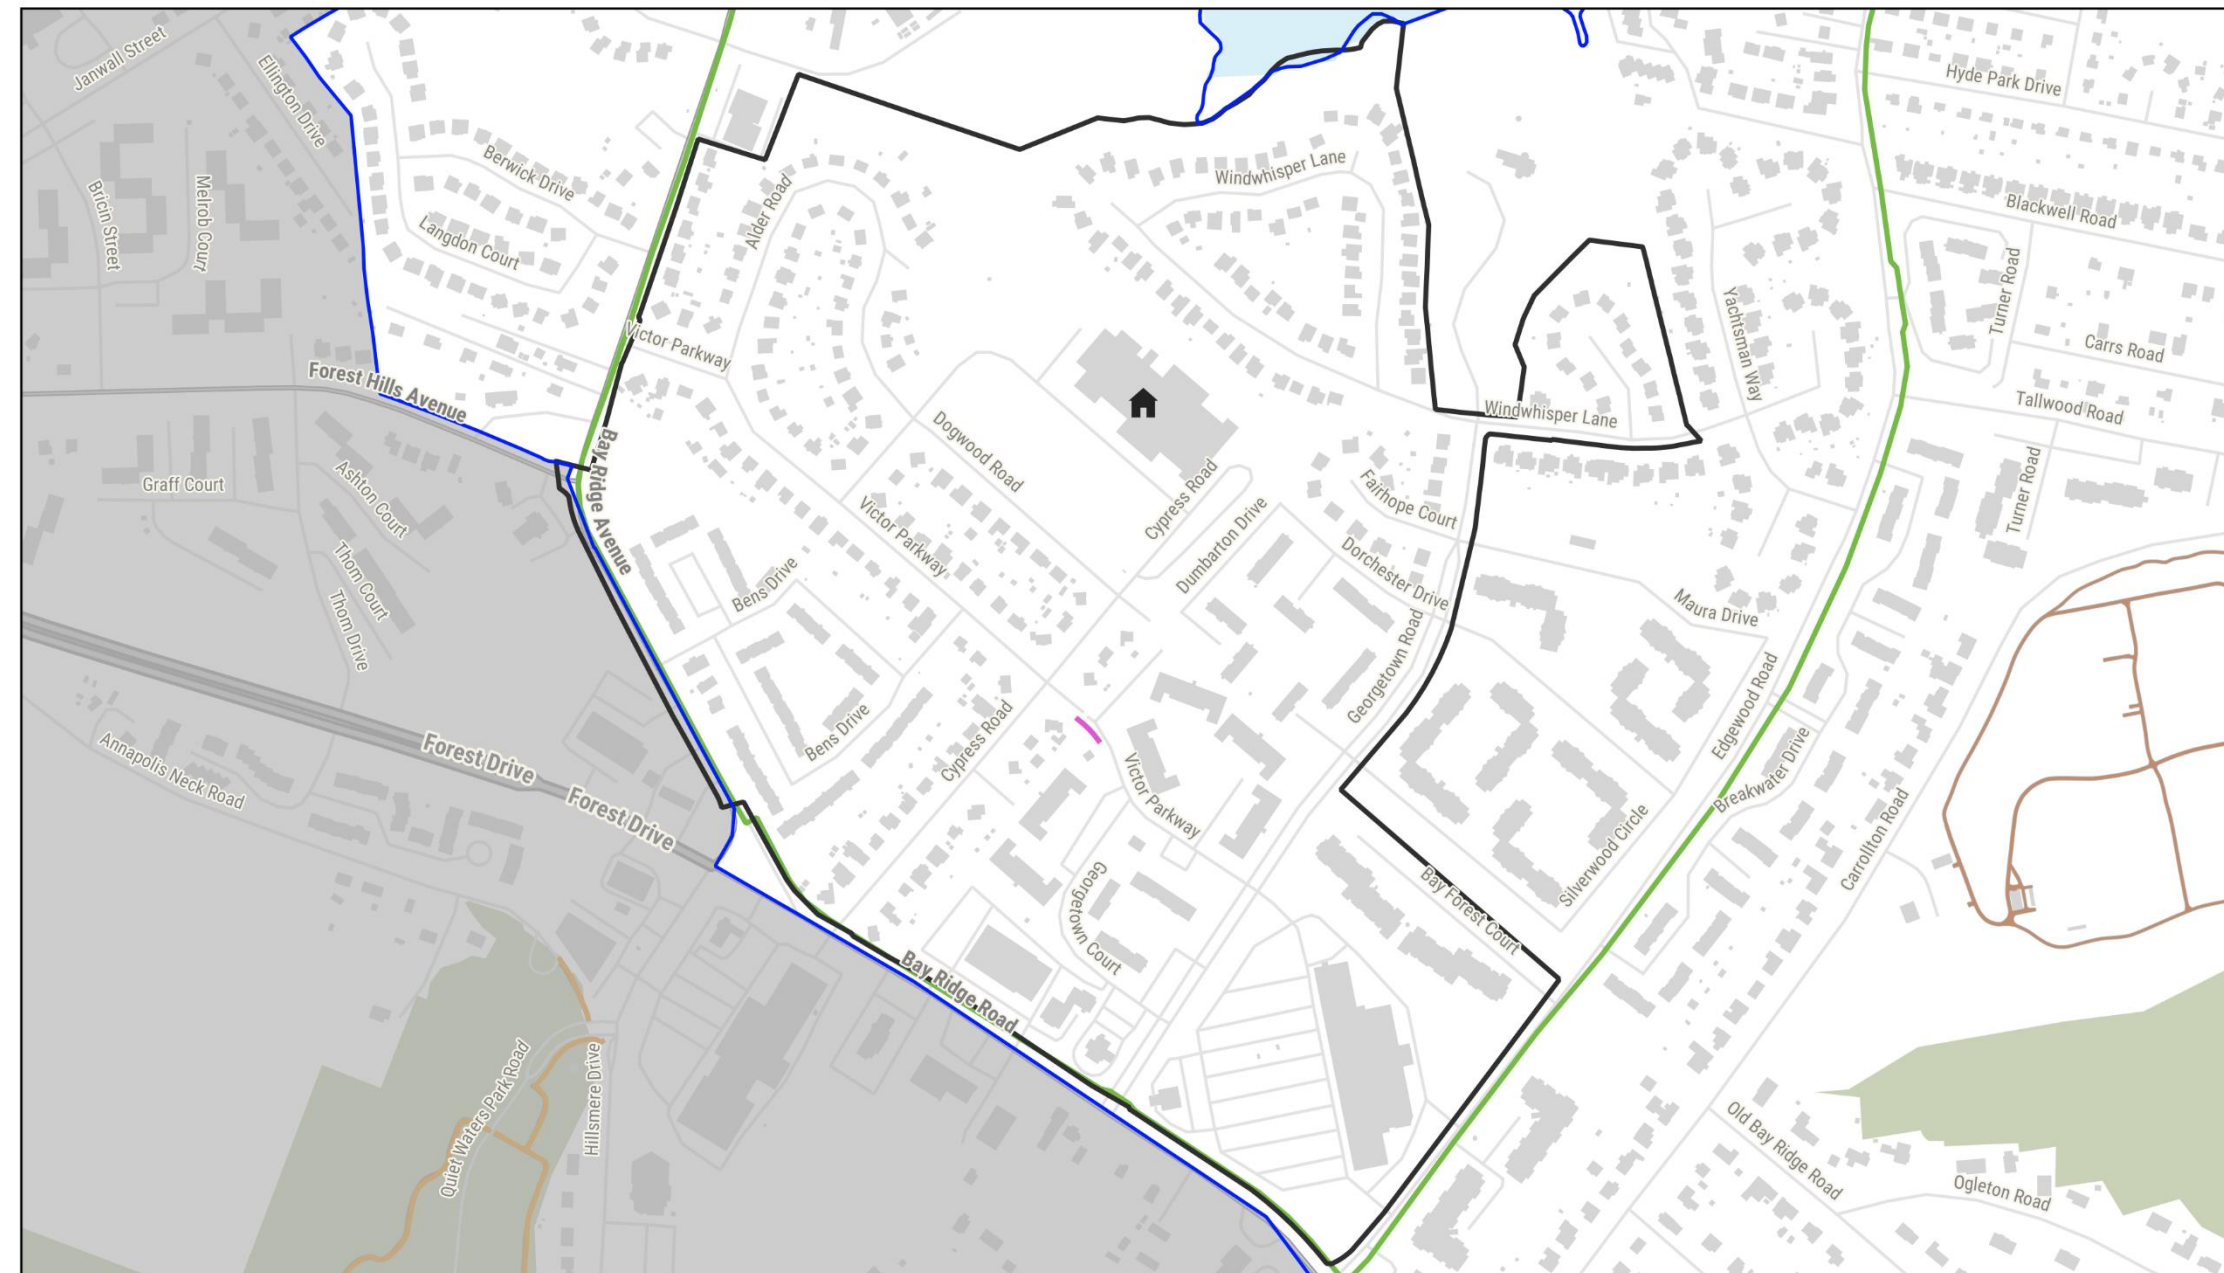 Janwall Street
Ellington Drive
Hyde Park Drive
Berwick Drive
Windwhisper Lane
Bricin Street
Melrob Court
Alder Road
Blackwell Road
Langdon Court
Turner Road
Victor Parkway
Yachtsman Way
Carrs Road
Forest Hills Avenue
Windwhisper Lane
Tallwood Road
Dogwood Road
Graff Court
Ashton Court
Bay Ridge Avenue
Cypress Road
Fairhope Court
Turner Road
Victor Parkway
Dumbarton Drive
Thom Court
Bens Drive
Dorchester Drive
Maura Drive
Thom Drive
Georgetown Road
Edgewood Road
Bens Drive
Cypress Road
Annapolis Neck Road
Forest Drive
Forest Drive
Victor Parkway
Breakwater Drive
Carrollton Road
Silverwood Circle
Georgetown Court
Bay Forest Court
Bay Ridge Road
Quiet Waters Park Road
Hillsmere Drive
Old Bay Ridge Road
Ogleton Road